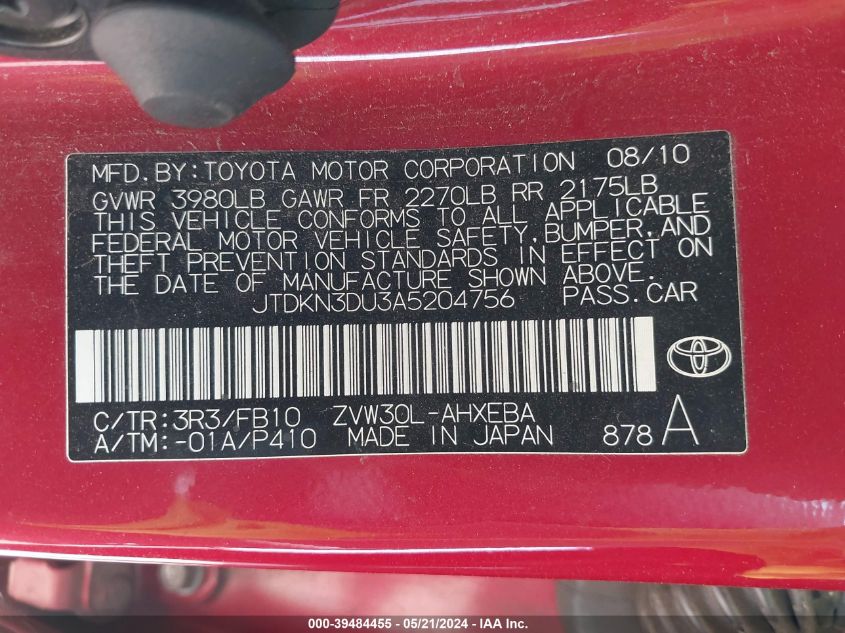 MFD.BY:TOYOTA MOTOR CORPORATION 08/10
GVWR 3980LB GAWR FR 2270LB RR 2175LB
THIS VEHICLE CONFORMS TO ALL APPLICABLE
FEDERAL MOTOR VEHICLE SAFETY,BUMPER,AND
THEFT PREVENTION STANDARDS IN EFFECT ON
THE DATE OF MANUFACTURE SHOWN ABOVE.
JTDKN3DU3A5204756 PASS.CAR
C/TR:3R3/FB10 ZVW30L-AHXEBA
A/TM:-01A/P410 MADE IN JAPAN 878 A
000-39484455 - 05/21/2024 - IAA Inc.